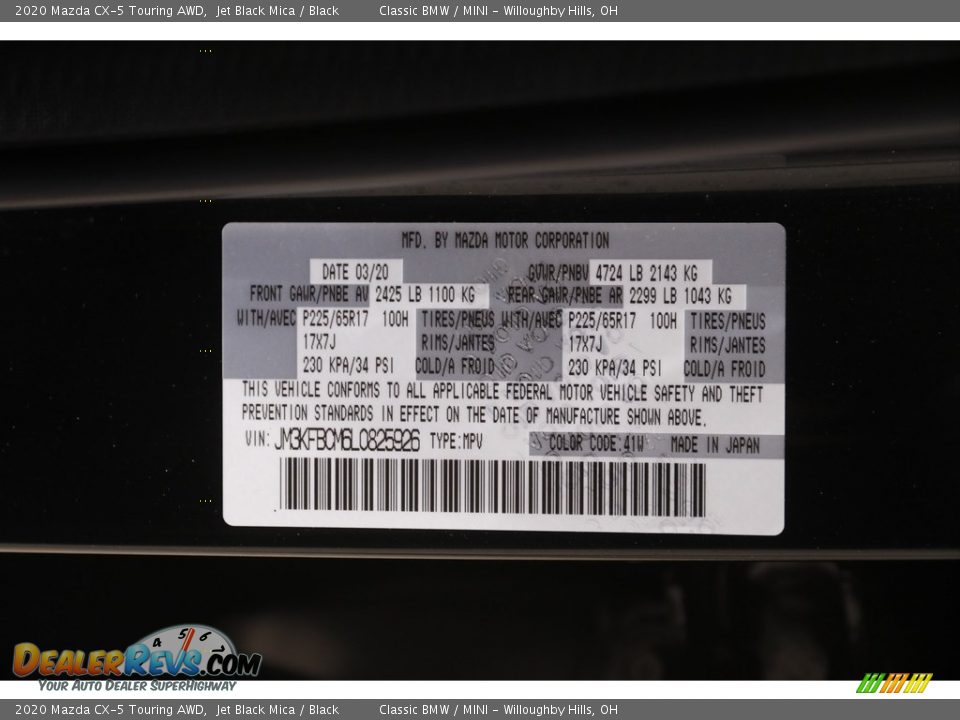 2020 Mazda CX-5 Touring AWD, Jet Black Mica / Black Classic BMW / MINI - Willoughby Hills, OH
MFD. BY MAZDA MOTOR CORPORATION
DATE 03/20 GVWR/PNBV 4724 LB 2143 KG
FRONT GAWR/PNBE AV 2425 LB 1100 KG REAR GAWR/PNBE AR 2299 LB 1043 KG
WITH/AVEC P225/65R17 100H TIRES/PNEUS WITH/AVEC P225/65R17 100H TIRES/PNEUS
17X7J RIMS/JANTES 17X7J RIMS/JANTES
230 KPA/34 PSI COLD/A FROID 230 KPA/34 PSI COLD/A FROID
THIS VEHICLE CONFORMS TO ALL APPLICABLE FEDERAL MOTOR VEHICLE SAFETY AND THEFT
PREVENTION STANDARDS IN EFFECT ON THE DATE OF MANUFACTURE SHOWN ABOVE.
VIN: JM3KFBCM6L0825926 TYPE:MPV COLOR CODE:41W MADE IN JAPAN
4 5 6
DEALERREVS.COM
YOUR AUTO DEALER SUPERHIGHWAY
2020 Mazda CX-5 Touring AWD, Jet Black Mica / Black Classic BMW / MINI - Willoughby Hills, OH